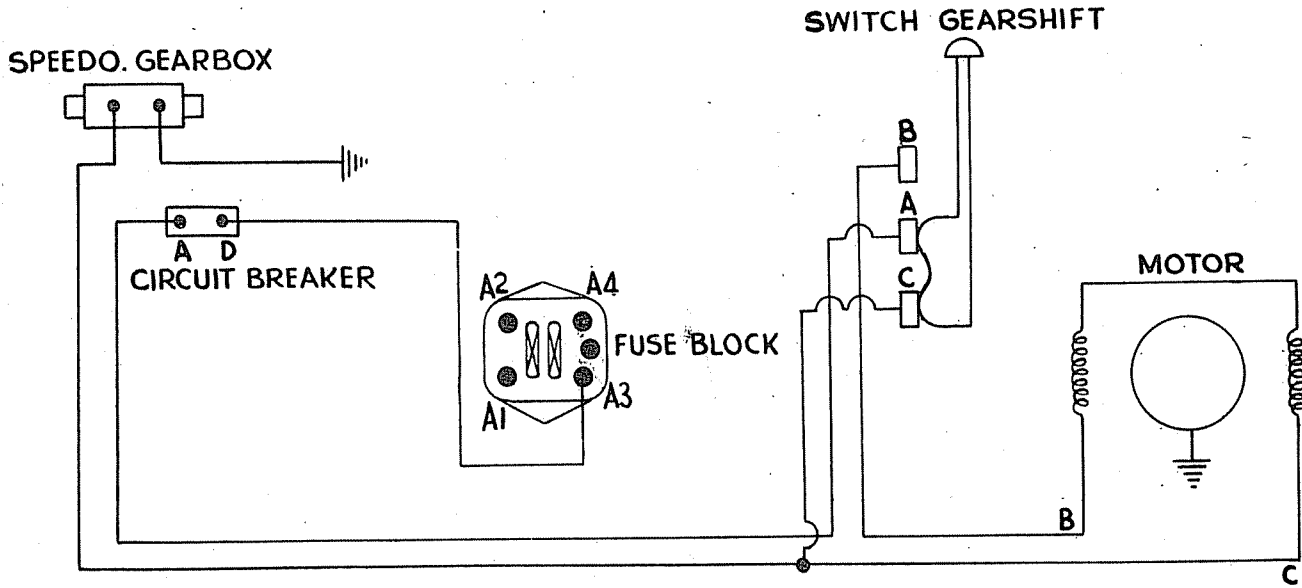 SWITCH GEARSHIFT
SPEEDO. GEARBOX
B
A
A D
CIRCUIT BREAKER
C
MOTOR
A2 A4
FUSE BLOCK
A1 A3
B
C